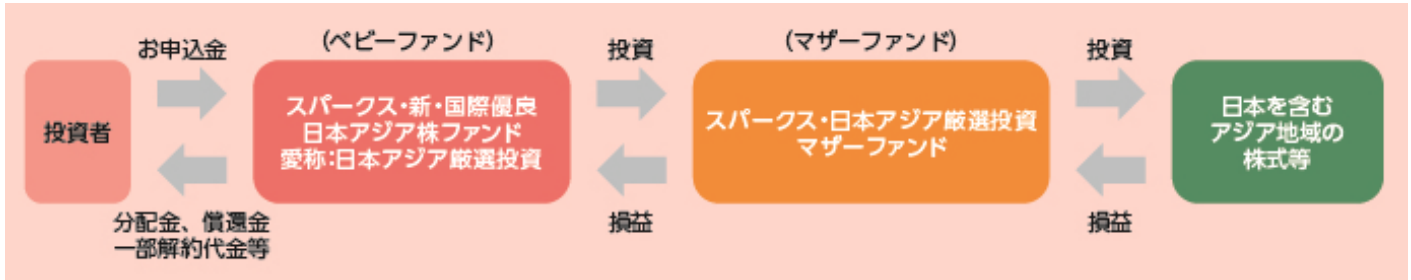 お申込金
(ベビーファンド)
投資
(マザーファンド)
投資
投資者
スパークス・新・国際優良
日本アジア株ファンド
愛称:日本アジア厳選投資
スパークス・日本アジア厳選投資
マザーファンド
日本を含む
アジア地域の
株式等
分配金、償還金
一部解約代金等
損益
損益